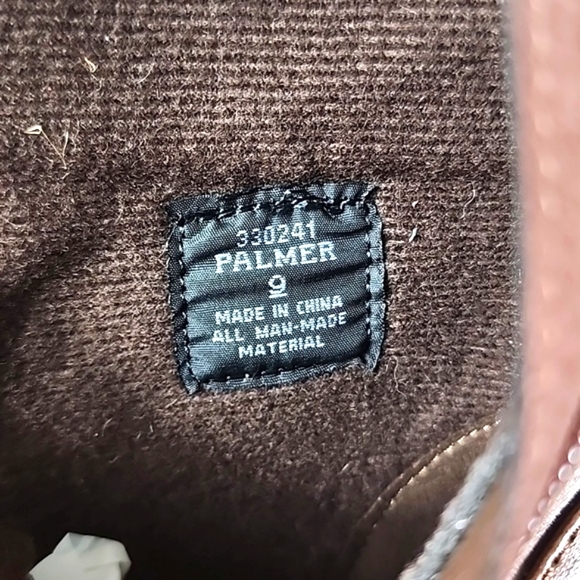 330241
PALMER
9
MADE IN CHINA
ALL MAN-MADE
MATERIAL